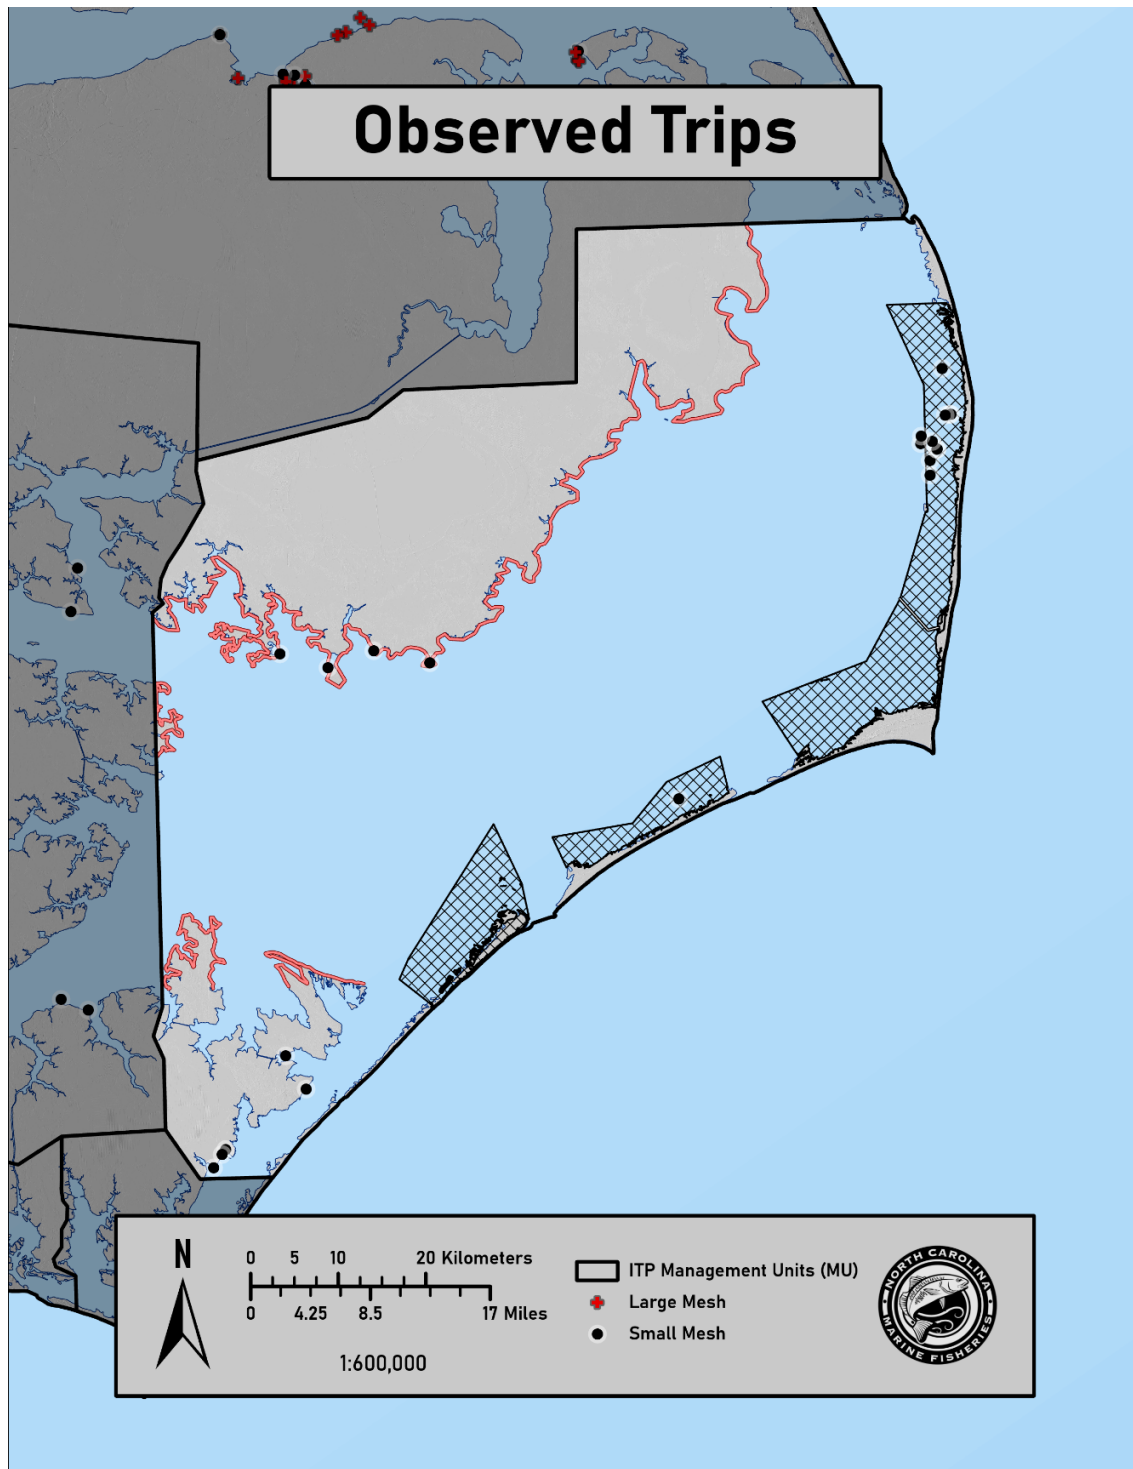 Observed Trips
N
0 5 10 20 Kilometers
0 4.25 8.5 17 Miles
1:600,000
ITP Management Units (MU)
Large Mesh
Small Mesh
NORTH CAROLINA
MARINE FISHERIES